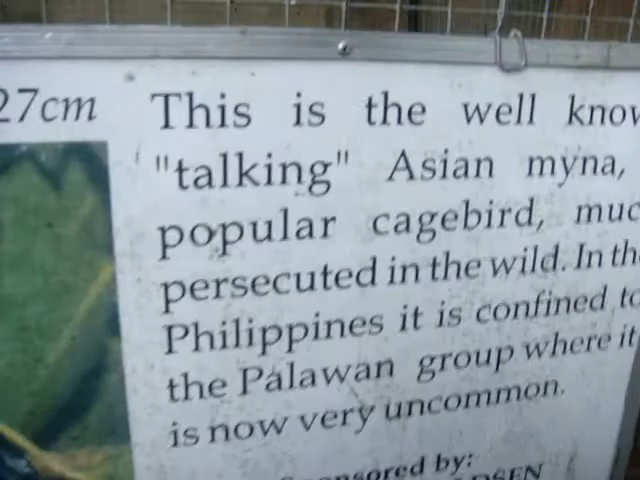 27cm
This is the well know
"talking" Asian myna,
popular cagebird, muc
persecuted in the wild. In th
Philippines it is confined to
the Palawan group where it
is now very uncommon.
sored by: